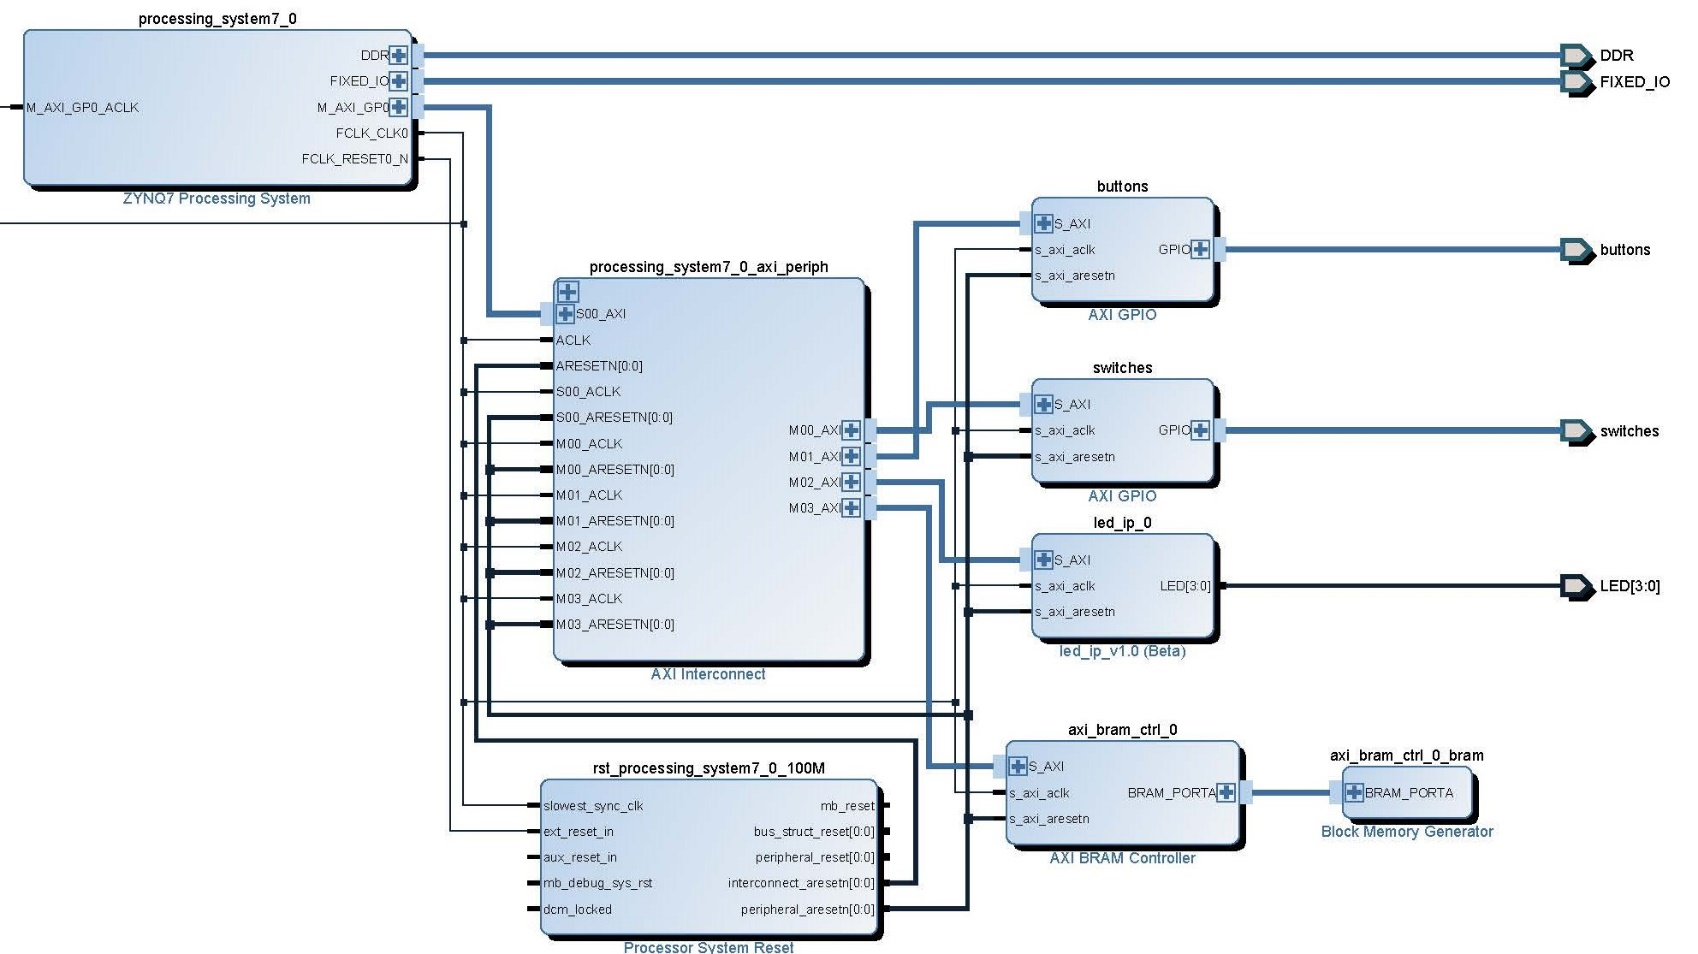 processing_system7_0
DDR
FIXED_IO
M_AXI_GP0_ACLK
M_AXI_GP0
FCLK_CLK0
FCLK_RESET0_N
ZYNQ7 Processing System
DDR
FIXED_IO
processing_system7_0_axi_periph
S00_AXI
ACLK
ARESETN[0:0]
S00_ACLK
S00_ARESETN[0:0]
M00_ACLK
M00_ARESETN[0:0]
M01_ACLK
M01_ARESETN[0:0]
M02_ACLK
M02_ARESETN[0:0]
M03_ACLK
M03_ARESETN[0:0]
M00_AXI
M01_AXI
M02_AXI
M03_AXI
AXI Interconnect
buttons
S_AXI
s_axi_aclk
s_axi_aresetn
GPIO
AXI GPIO
buttons
switches
S_AXI
s_axi_aclk
s_axi_aresetn
GPIO
AXI GPIO
switches
led_ip_0
S_AXI
s_axi_aclk
s_axi_aresetn
LED[3:0]
led_ip_v1.0 (Beta)
LED[3:0]
rst_processing_system7_0_100M
slowest_sync_clk
ext_reset_in
aux_reset_in
mb_debug_sys_rst
dcm_locked
mb_reset
bus_struct_reset[0:0]
peripheral_reset[0:0]
interconnect_aresetn[0:0]
peripheral_aresetn[0:0]
Processor System Reset
axi_bram_ctrl_0
S_AXI
s_axi_aclk
s_axi_aresetn
BRAM_PORTA
AXI BRAM Controller
axi_bram_ctrl_0_bram
BRAM_PORTA
Block Memory Generator